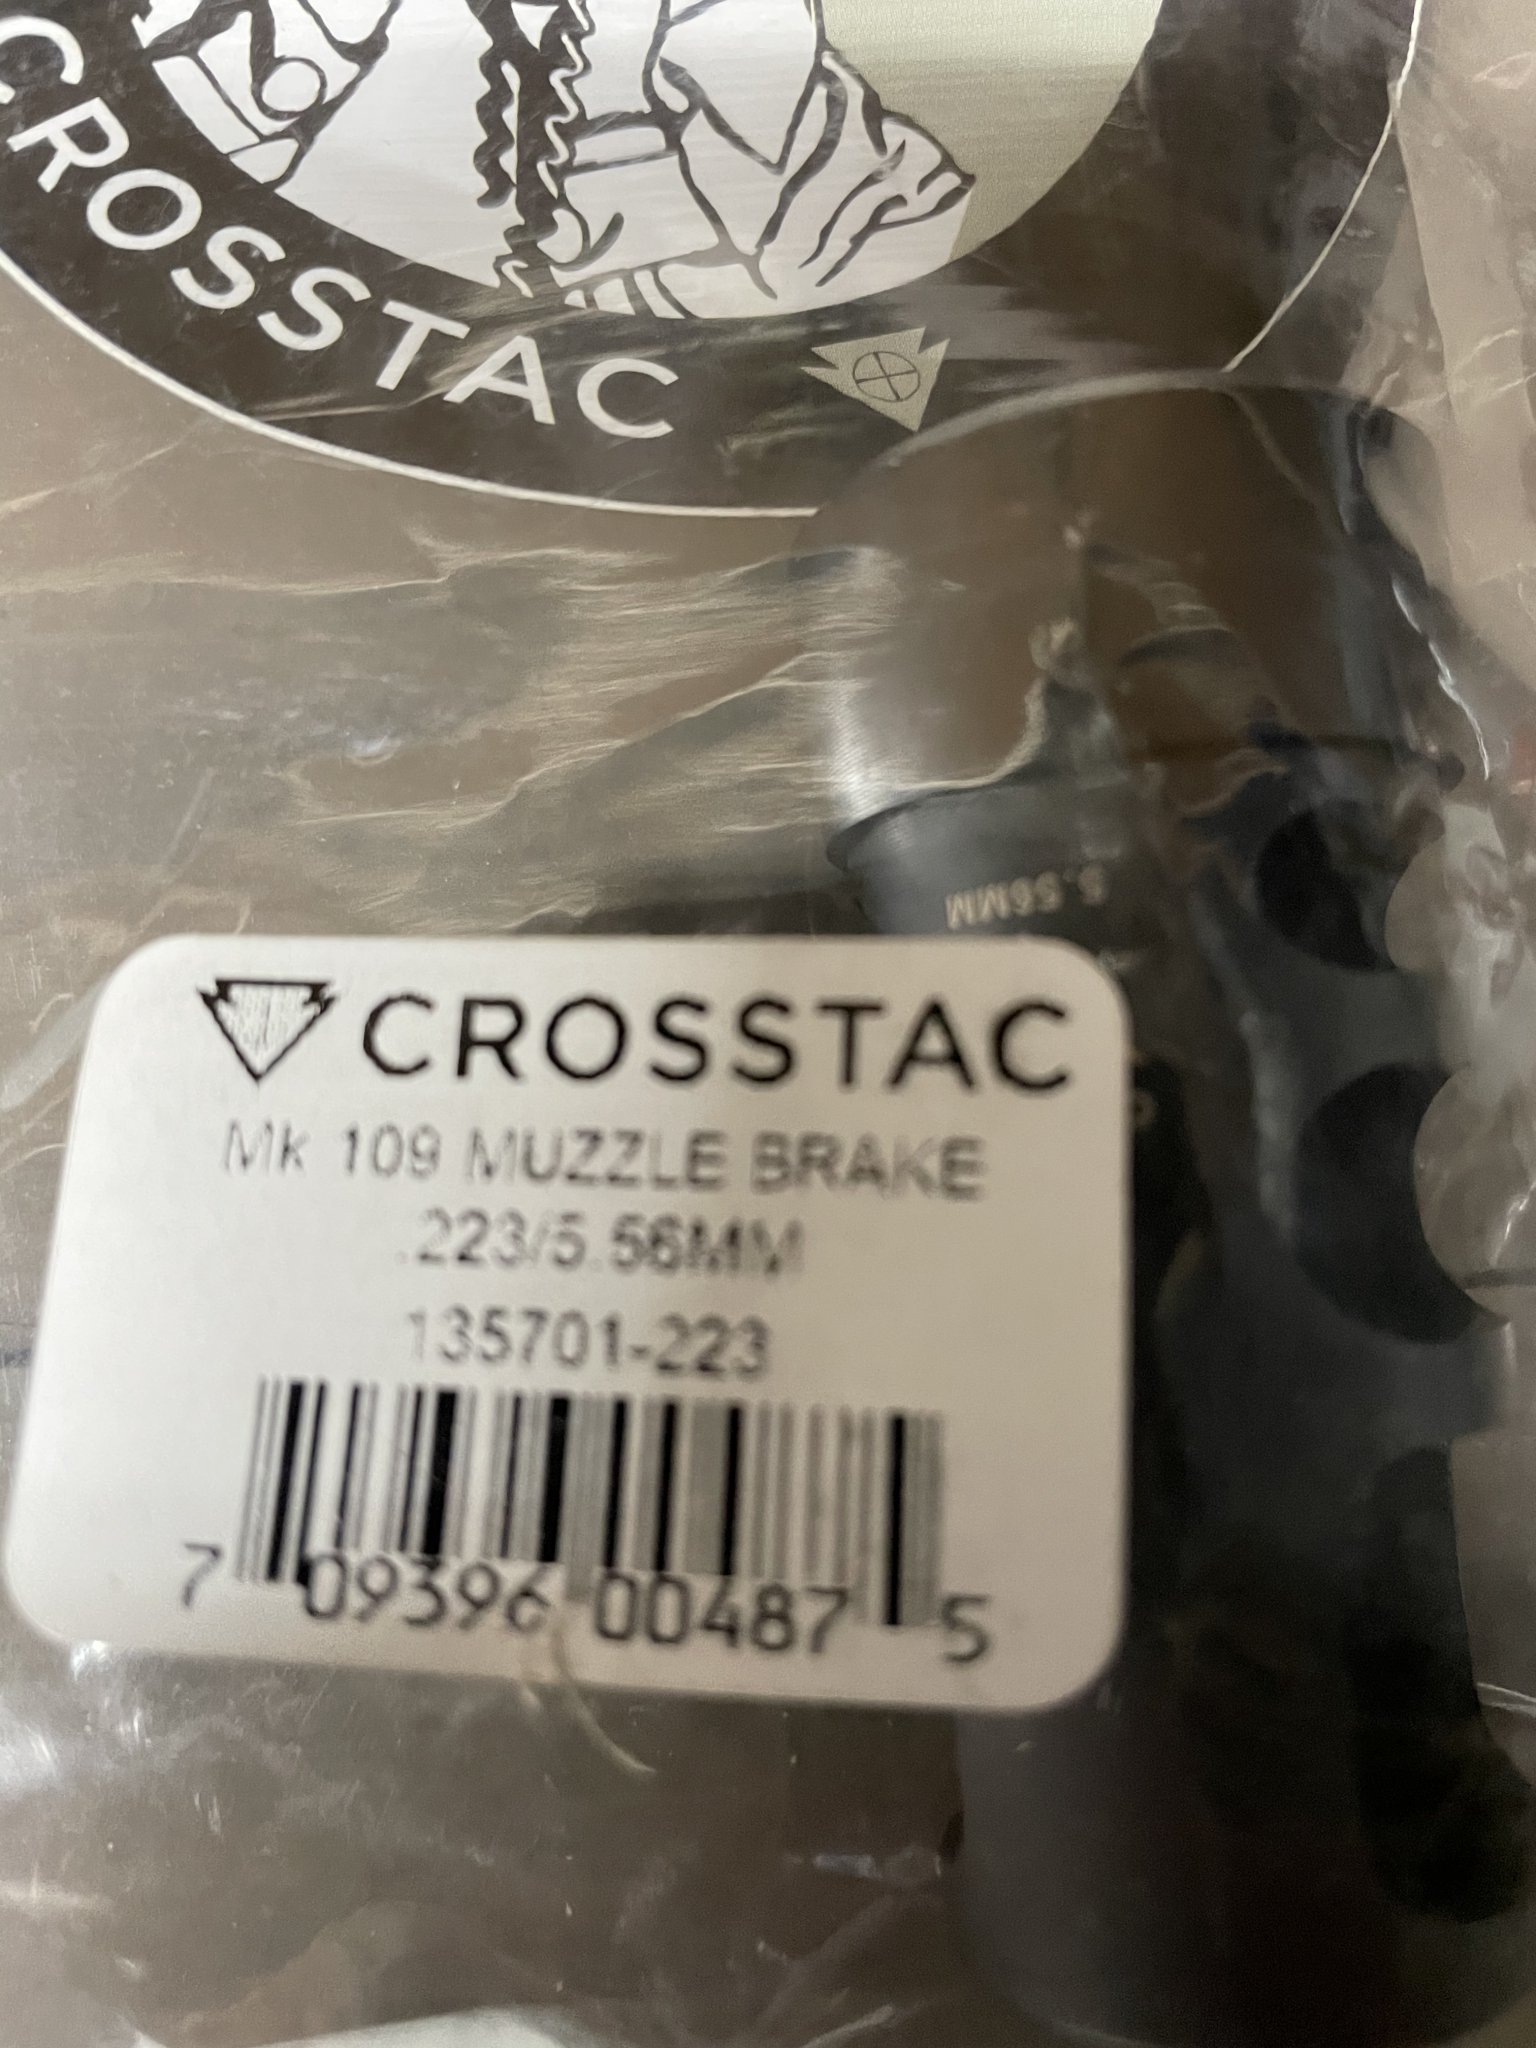 CROSSTAC
5.56MM
CROSSTAC
Mk 109 MUZZLE BRAKE
.223/5.56MM
135701-223
7 09396 00487 5